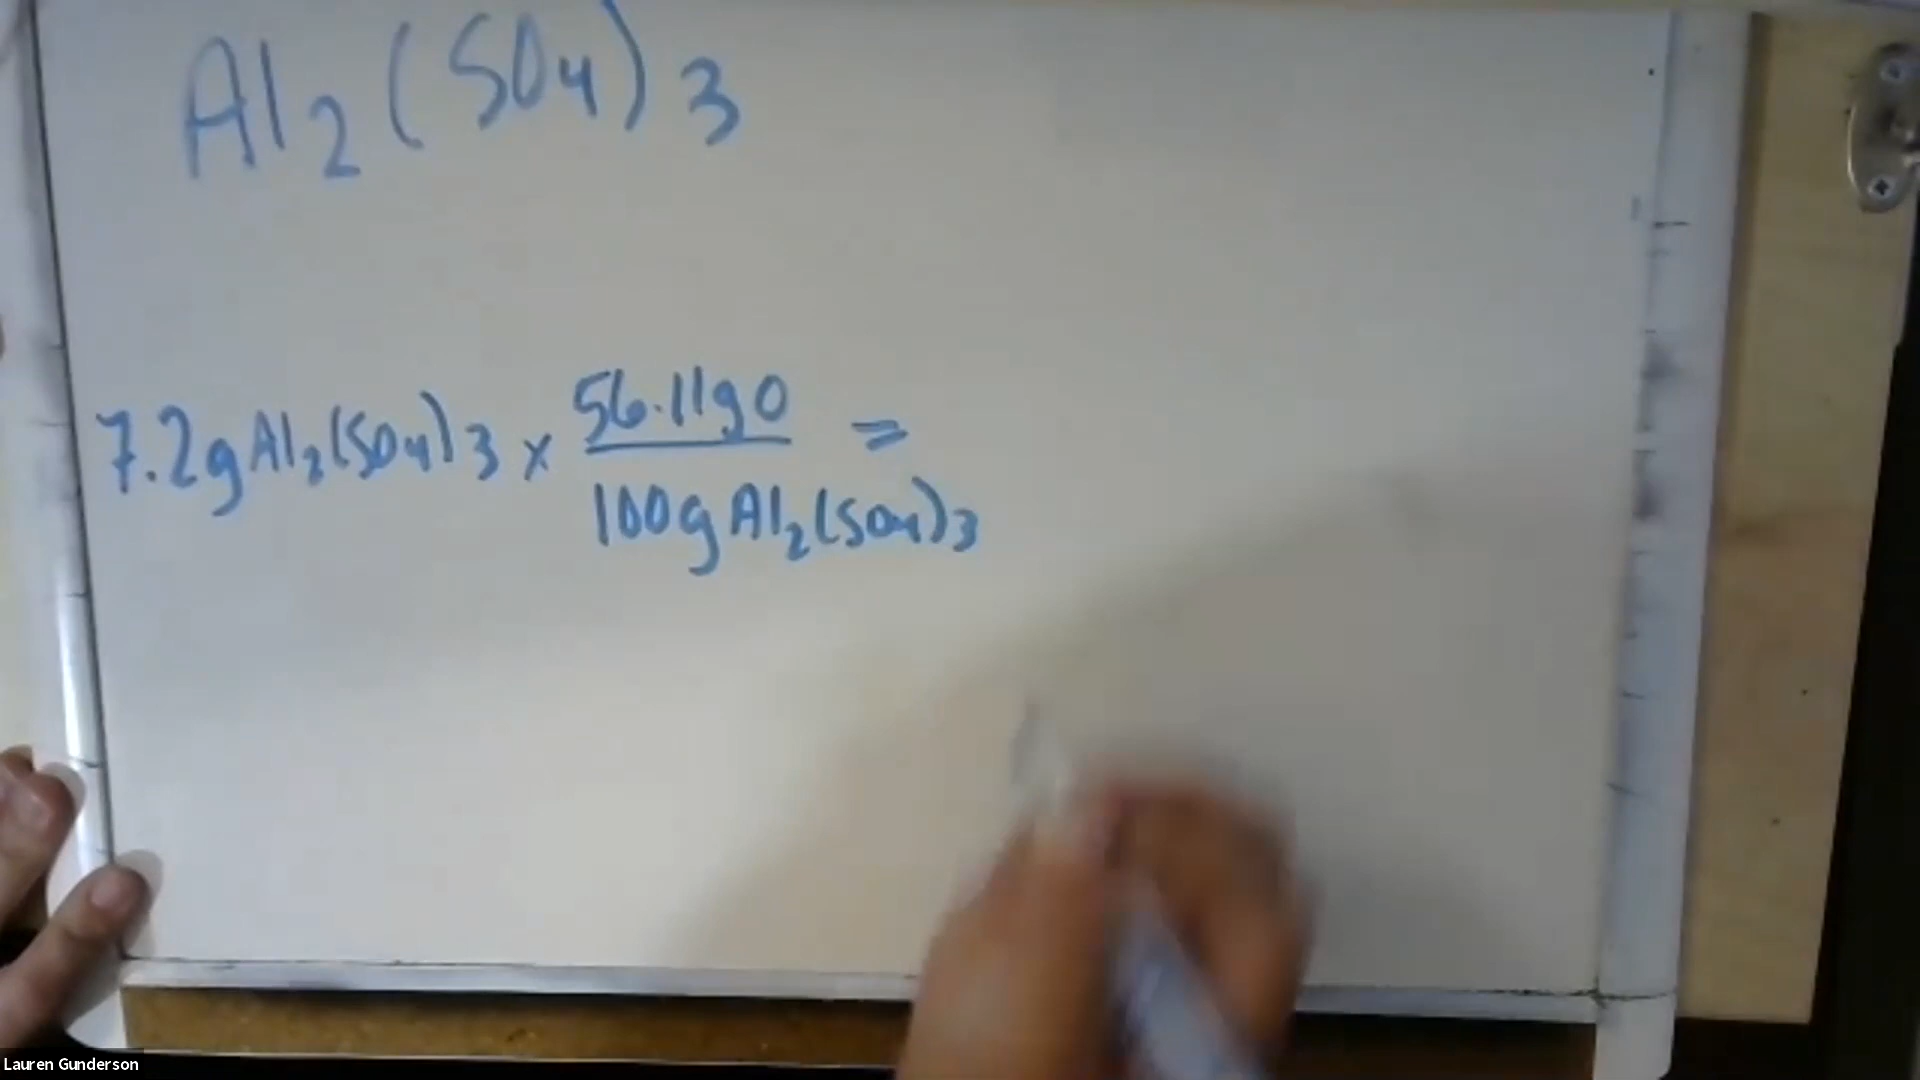 Al₂(SO₄)₃
7.2g Al₂(SO₄)₃ x 56.11g O =
100g Al₂(SO₄)₃
Lauren Gunderson